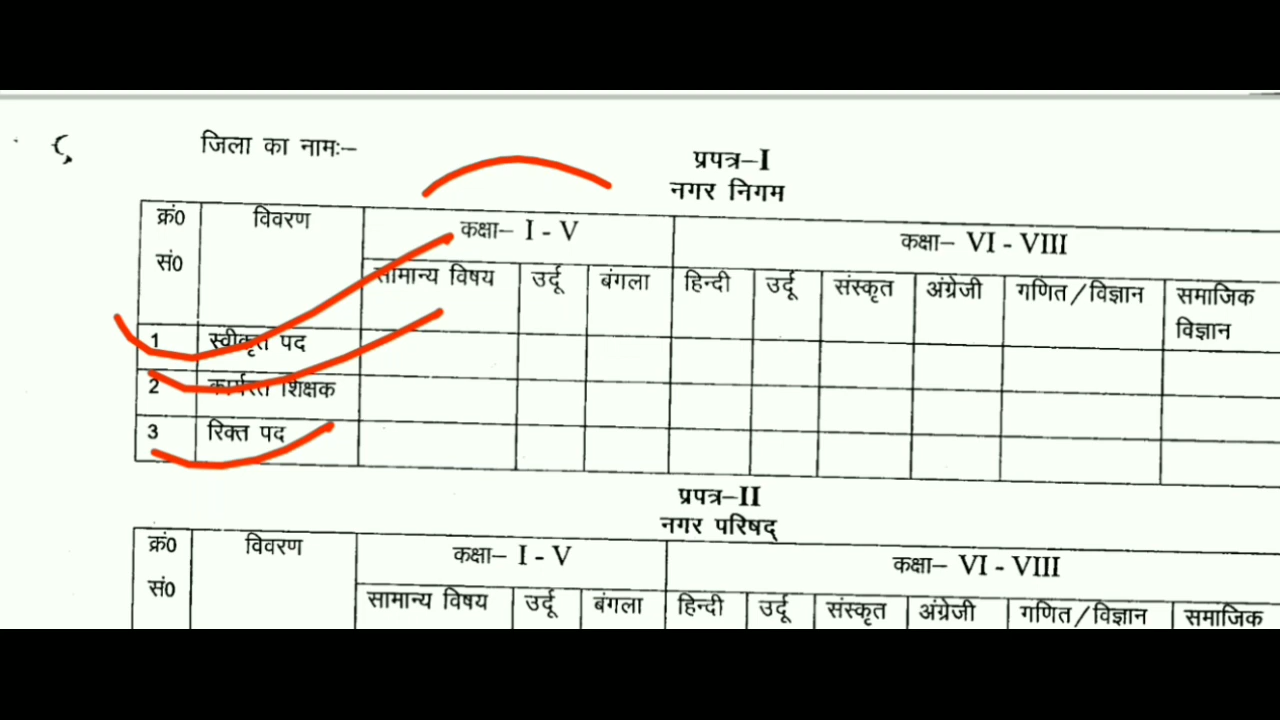 जिला का नामः–
प्रपत्र–I
नगर निगम
क्रं0 सं0 विवरण कक्षा– I - V कक्षा– VI - VIII
सामान्य विषय उर्दू बंगला हिन्दी उर्दू संस्कृत अंग्रेजी गणित/विज्ञान समाजिक विज्ञान
1 स्वीकृत पद
2 कार्यरत शिक्षक
3 रिक्त पद
प्रपत्र–II
नगर परिषद्
क्रं0 सं0 विवरण कक्षा– I - V कक्षा– VI - VIII
सामान्य विषय उर्दू बंगला हिन्दी उर्दू संस्कृत अंग्रेजी गणित/विज्ञान समाजिक